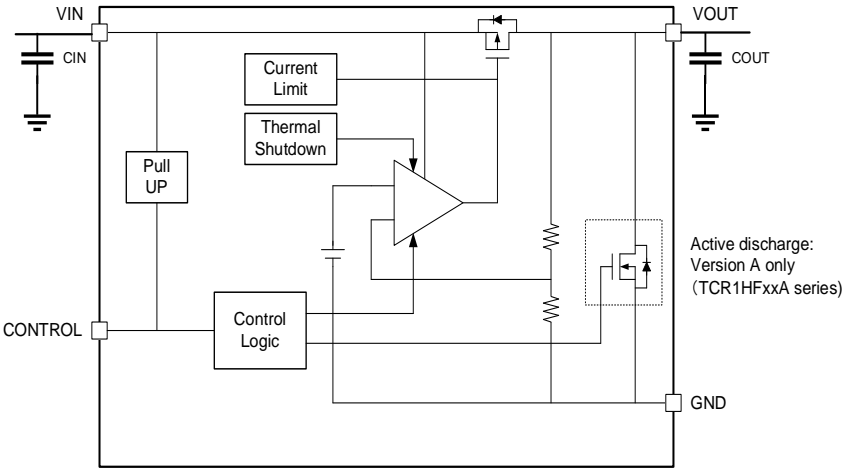 VIN
VOUT
CIN
COUT
Current
Limit
Thermal
Shutdown
Pull
UP
Active discharge:
Version A only
（TCR1HFxxA series)
CONTROL
Control
Logic
GND